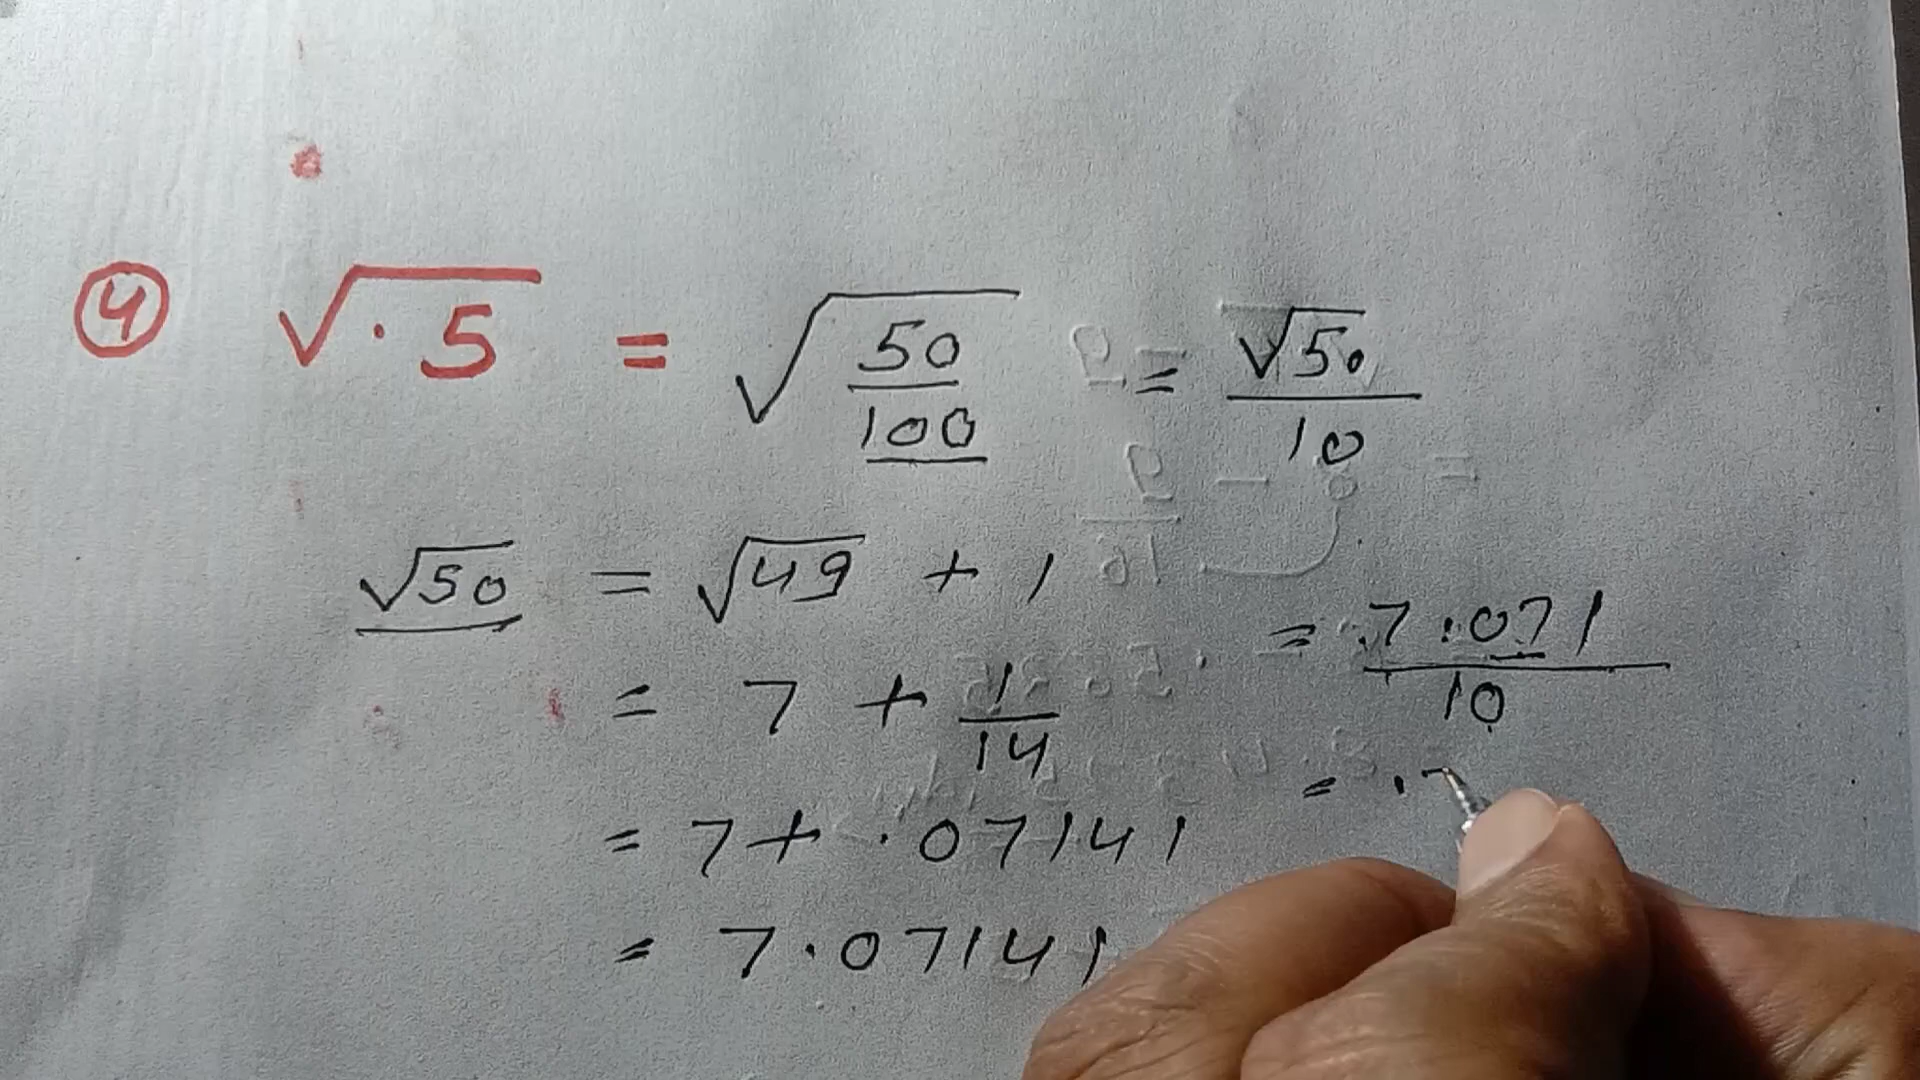 ④ √.5 = √50/100 = √50/10
√50 = √49 + 1
= 7 + 1/14
= 7 + .07141
= 7.07141
= 7.071/10
= .7